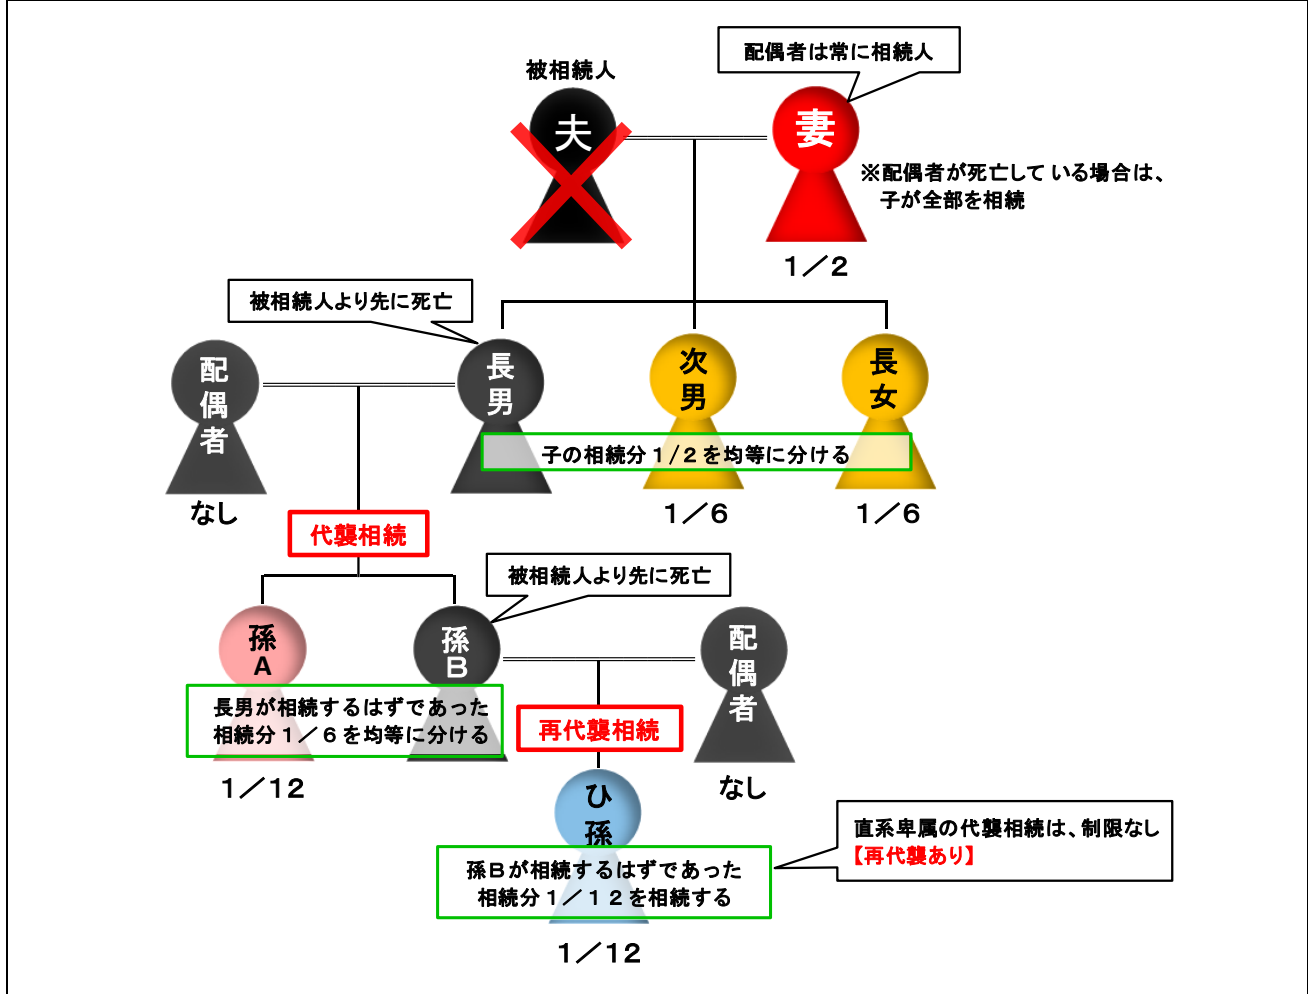 配偶者は常に相続人
被相続人
夫
妻
※配偶者が死亡している場合は、
子が全部を相続
1/2
被相続人より先に死亡
配偶者
長男
次男
長女
子の相続分1/2を均等に分ける
なし
1/6
1/6
代襲相続
被相続人より先に死亡
孫A
孫B
配偶者
長男が相続するはずであった
相続分1/6を均等に分ける
再代襲相続
1/12
なし
ひ孫
直系卑属の代襲相続は、制限なし
【再代襲あり】
孫Bが相続するはずであった
相続分1/12を相続する
1/12